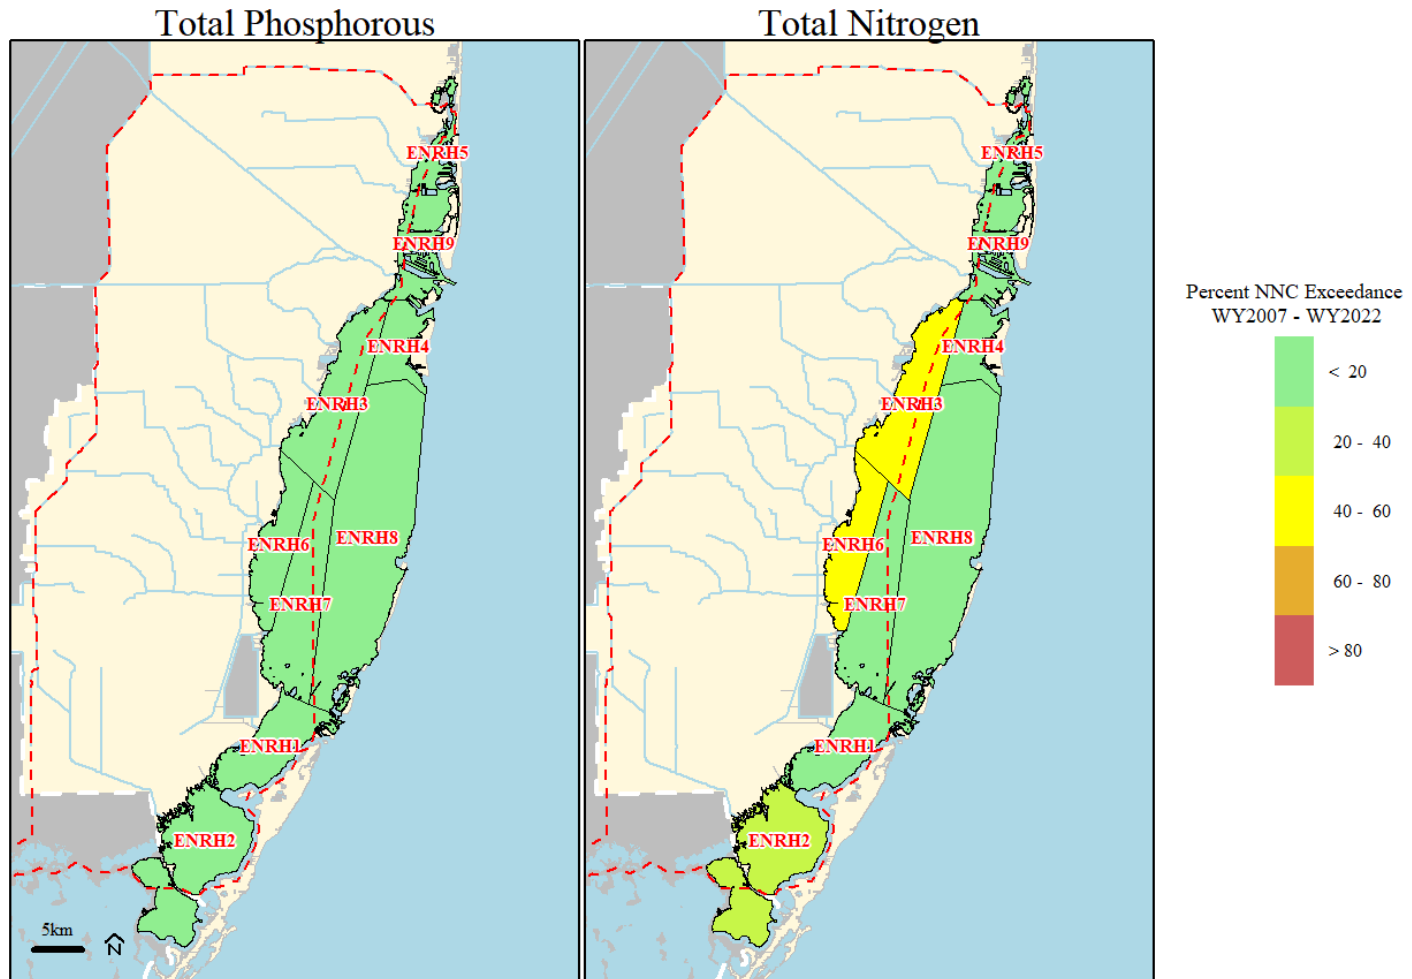 Total Phosphorous
Total Nitrogen
ENRH5
ENRH9
ENRH4
ENRH3
ENRH6
ENRH8
ENRH7
ENRH1
ENRH2
5km
N
ENRH5
ENRH9
ENRH4
ENRH3
ENRH6
ENRH8
ENRH7
ENRH1
ENRH2
Percent NNC Exceedance
WY2007 - WY2022
< 20
20 - 40
40 - 60
60 - 80
> 80